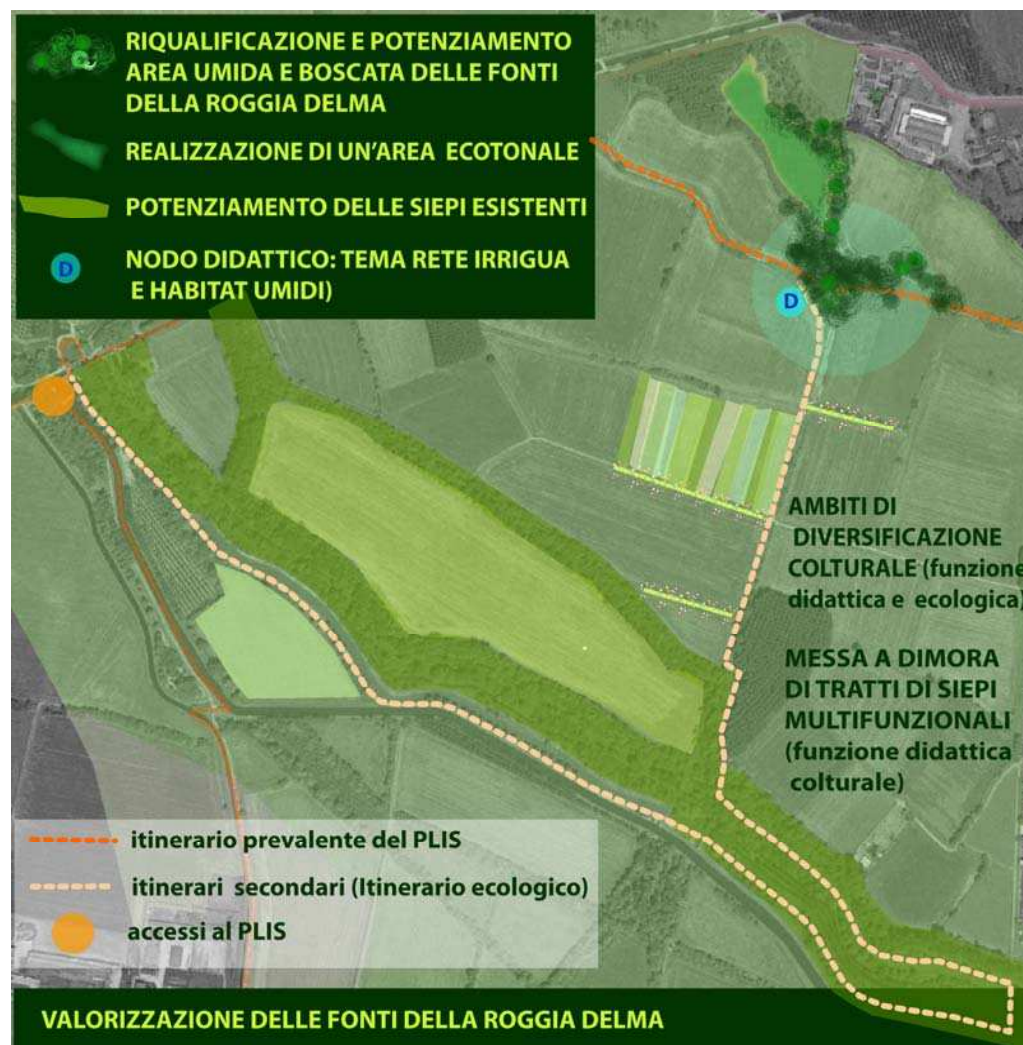 RIQUALIFICAZIONE E POTENZIAMENTO
AREA UMIDA E BOSCATA DELLE FONTI
DELLA ROGGIA DELMA
REALIZZAZIONE DI UN'AREA ECOTONALE
POTENZIAMENTO DELLE SIEPI ESISTENTI
D
NODO DIDATTICO: TEMA RETE IRRIGUA
E HABITAT UMIDI)
D
AMBITI DI
DIVERSIFICAZIONE
COLTURALE (funzione
didattica e ecologica)
MESSA A DIMORA
DI TRATTI DI SIEPI
MULTIFUNZIONALI
(funzione didattica
colturale)
itinerario prevalente del PLIS
itinerari secondari (Itinerario ecologico)
accessi al PLIS
VALORIZZAZIONE DELLE FONTI DELLA ROGGIA DELMA